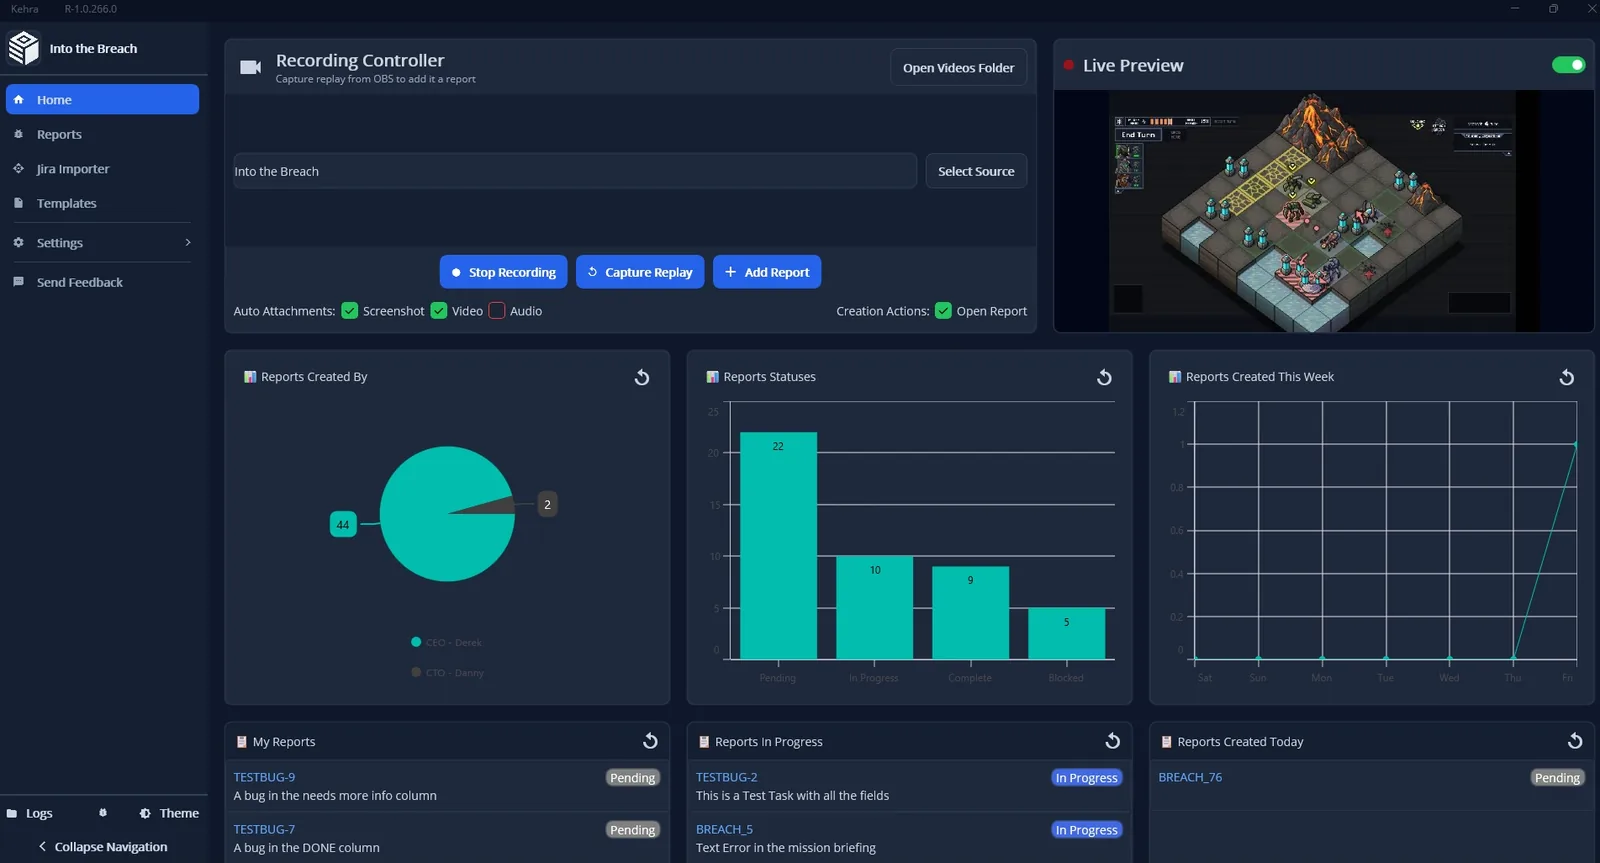 Kehra R-1.0.266.0
Into the Breach
Home
Reports
Jira Importer
Templates
Settings
Send Feedback
Logs
Theme
Collapse Navigation
Recording Controller
Capture replay from OBS to add it a report
Open Videos Folder
Into the Breach
Select Source
Stop Recording
Capture Replay
Add Report
Auto Attachments: Screenshot Video Audio
Creation Actions: Open Report
Live Preview
End Turn
Reports Created By
44
2
CEO - Derek
CTO - Danny
Reports Statuses
25
20
15
10
5
0
22
10
9
5
Pending In Progress Complete Blocked
Reports Created This Week
1.2
1
0.8
0.6
0.4
0.2
0
Sat Sun Mon Tue Wed Thu Fri
My Reports
TESTBUG-9 Pending
A bug in the needs more info column
TESTBUG-7 Pending
A bug in the DONE column
Reports In Progress
TESTBUG-2 In Progress
This is a Test Task with all the fields
BREACH_5 In Progress
Text Error in the mission briefing
Reports Created Today
BREACH_76 Pending